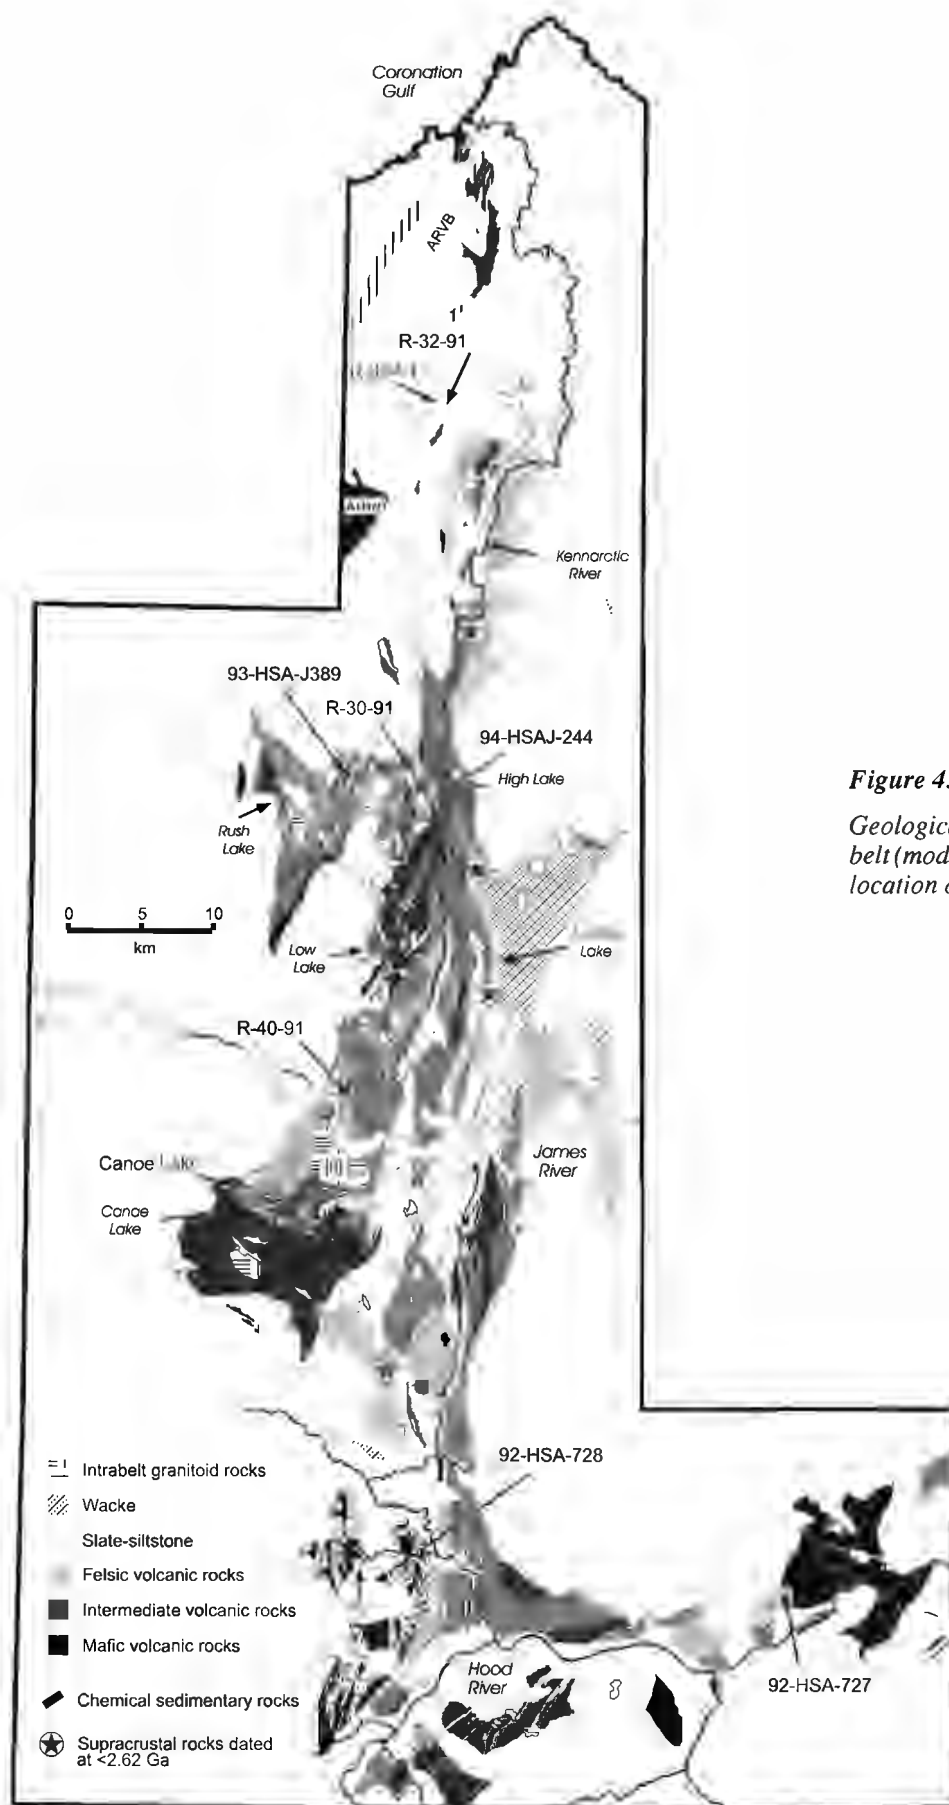 Coronation
Gulf
ARVB
1'
R-32-91
Kennarctic
River
93-HSA-J389
R-30-91
94-HSAJ-244
High Lake
Rush
Lake
0 5 10
km
Low
Lake
Lake
R-40-91
James
River
Canoe Lake
Canoe
Lake
92-HSA-728
Intrabelt granitoid rocks
Wacke
Slate-siltstone
Felsic volcanic rocks
Intermediate volcanic rocks
Mafic volcanic rocks
Chemical sedimentary rocks
Supracrustal rocks dated
at <2.62 Ga
Hood
River
92-HSA-727
Figure 4.
Geologica
belt (mod
location o